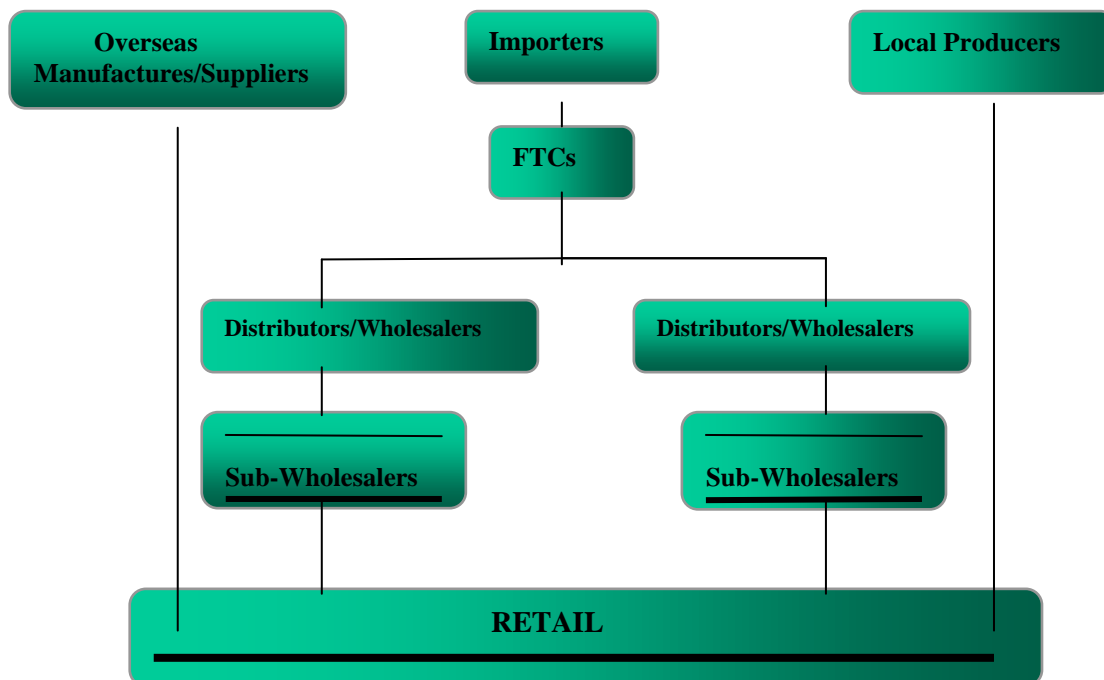 Overseas
Manufactures/Suppliers
Importers
Local Producers
FTCs
Distributors/Wholesalers
Distributors/Wholesalers
Sub-Wholesalers
Sub-Wholesalers
RETAIL